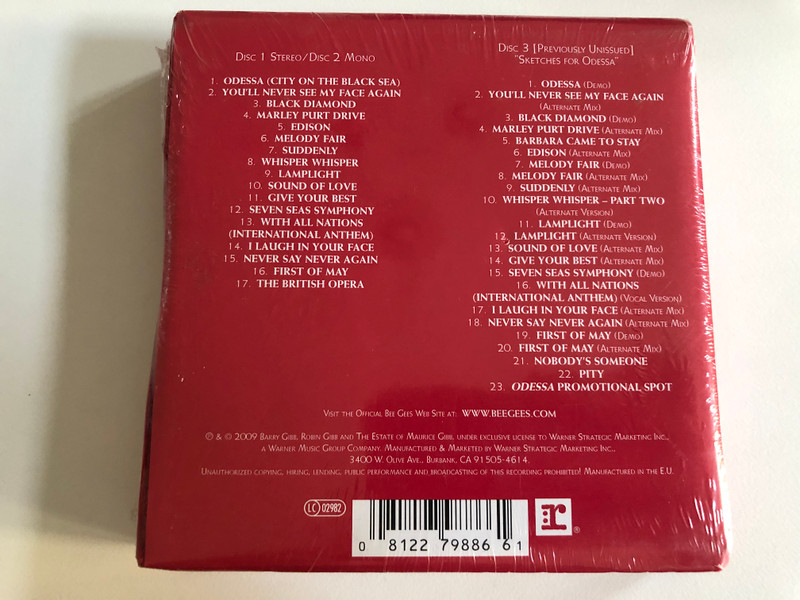 Disc 1 Stereo/Disc 2 Mono
1. ODESSA (CITY ON THE BLACK SEA)
2. YOU'LL NEVER SEE MY FACE AGAIN
3. BLACK DIAMOND
4. MARLEY PURT DRIVE
5. EDISON
6. MELODY FAIR
7. SUDDENLY
8. WHISPER WHISPER
9. LAMPLIGHT
10. SOUND OF LOVE
11. GIVE YOUR BEST
12. SEVEN SEAS SYMPHONY
13. WITH ALL NATIONS
(INTERNATIONAL ANTHEM)
14. I LAUGH IN YOUR FACE
15. NEVER SAY NEVER AGAIN
16. FIRST OF MAY
17. THE BRITISH OPERA
Disc 3 [Previously Unissued]
"Sketches for Odessa"
1. ODESSA (Demo)
2. YOU'LL NEVER SEE MY FACE AGAIN
(Alternate Mix)
3. BLACK DIAMOND (Demo)
4. MARLEY PURT DRIVE (Alternate Mix)
5. BARBARA CAME TO STAY
6. EDISON (Alternate Mix)
7. MELODY FAIR (Demo)
8. MELODY FAIR (Alternate Mix)
9. SUDDENLY (Alternate Mix)
10. WHISPER WHISPER – PART TWO
(Alternate Version)
11. LAMPLIGHT (Demo)
12. LAMPLIGHT (Alternate Version)
13. SOUND OF LOVE (Alternate Mix)
14. GIVE YOUR BEST (Alternate Mix)
15. SEVEN SEAS SYMPHONY (Demo)
16. WITH ALL NATIONS
(INTERNATIONAL ANTHEM) (Vocal Version)
17. I LAUGH IN YOUR FACE (Alternate Mix)
18. NEVER SAY NEVER AGAIN (Alternate Mix)
19. FIRST OF MAY (Demo)
20. FIRST OF MAY (Alternate Mix)
21. NOBODY'S SOMEONE
22. PITY
23. ODESSA PROMOTIONAL SPOT
Visit the Official Bee Gees Web Site at: WWW.BEEGEES.COM
℗ & © 2009 Barry Gibb, Robin Gibb and The Estate of Maurice Gibb, under exclusive license to Warner Strategic Marketing Inc.,
a Warner Music Group Company. Manufactured & Marketed by Warner Strategic Marketing Inc.,
3400 W. Olive Ave., Burbank, CA 91505-4614.
Unauthorized copying, hiring, lending, public performance and broadcasting of this recording prohibited! Manufactured in the E.U.
LC 02982
r ®
0 81227 98866 1